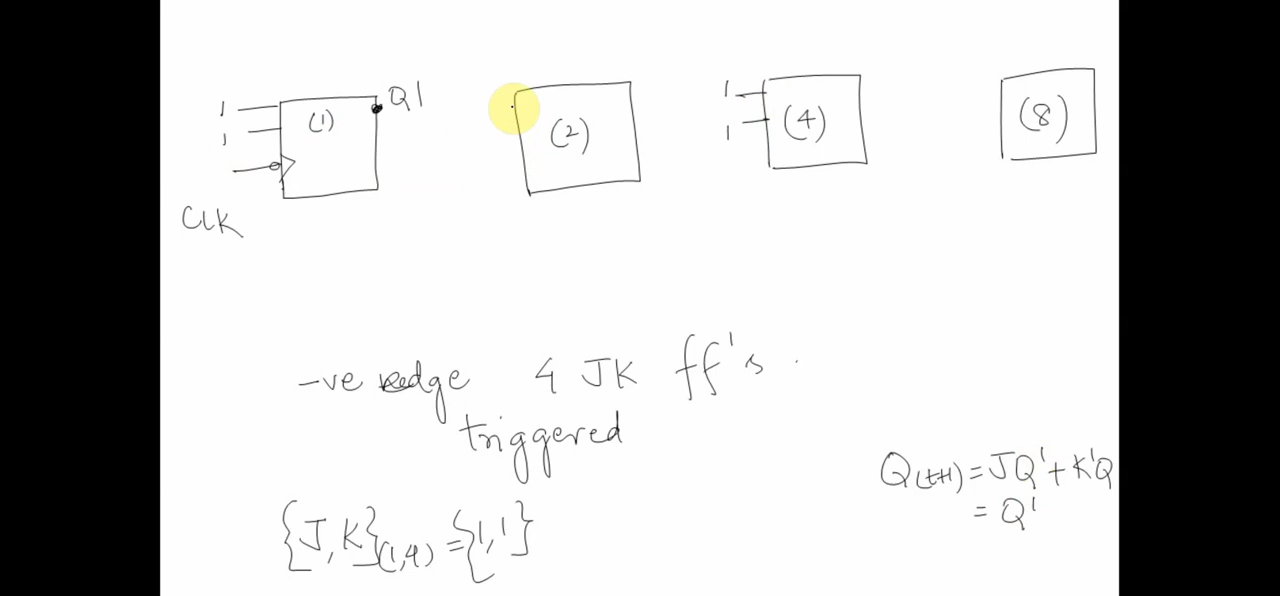 1
1
(1)
Q1
CLK
(2)
1
1
(4)
(8)
-ve edge 4 JK ff's.
triggered
Q(t+1) = JQ' + K'Q
= Q'
{J,K}(1,4) = {1,1}